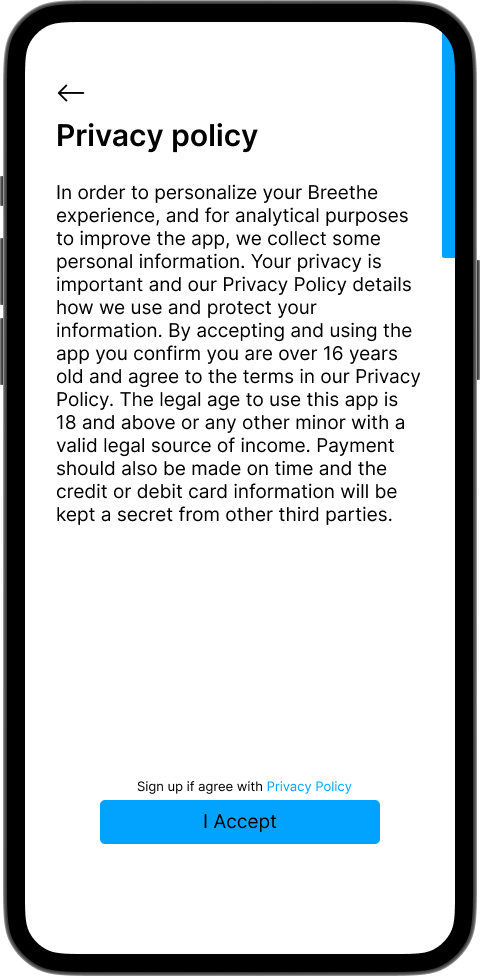 Privacy policy
In order to personalize your Breethe
experience, and for analytical purposes
to improve the app, we collect some
personal information. Your privacy is
important and our Privacy Policy details
how we use and protect your
information. By accepting and using the
app you confirm you are over 16 years
old and agree to the terms in our Privacy
Policy. The legal age to use this app is
18 and above or any other minor with a
valid legal source of income. Payment
should also be made on time and the
credit or debit card information will be
kept a secret from other third parties.
Sign up if agree with Privacy Policy
I Accept